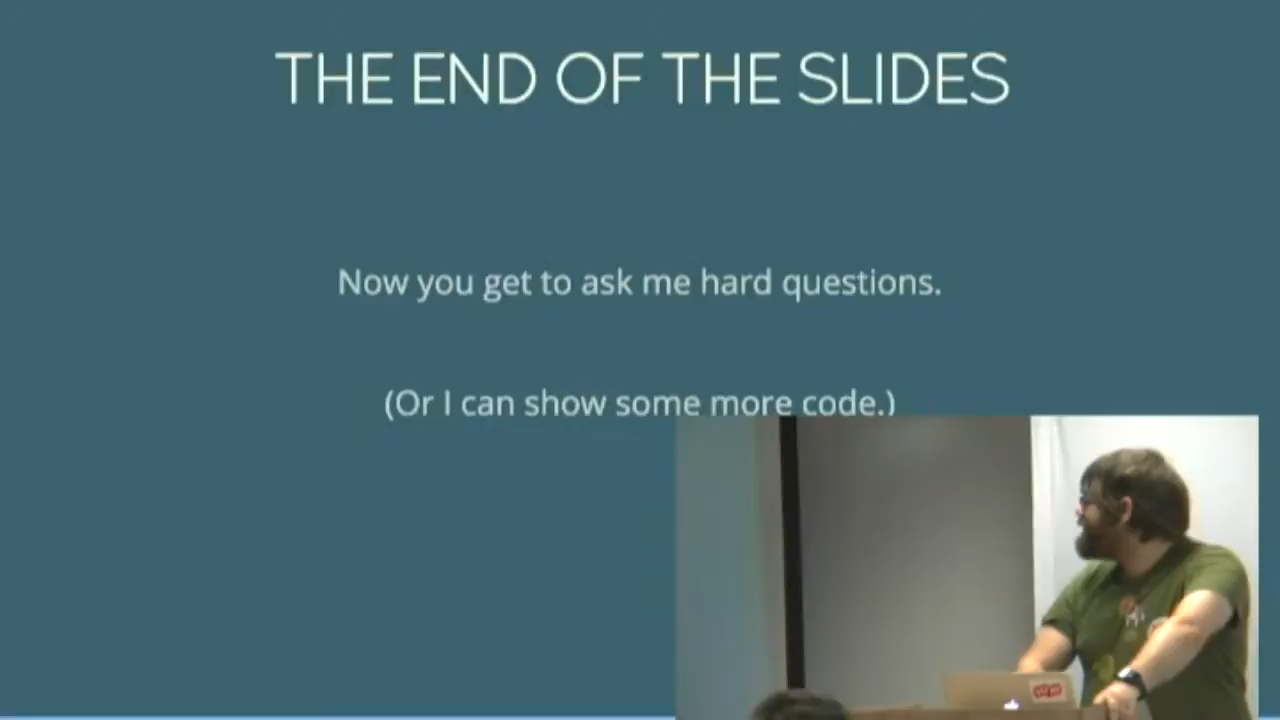 THE END OF THE SLIDES
Now you get to ask me hard questions.
(Or I can show some more code.)